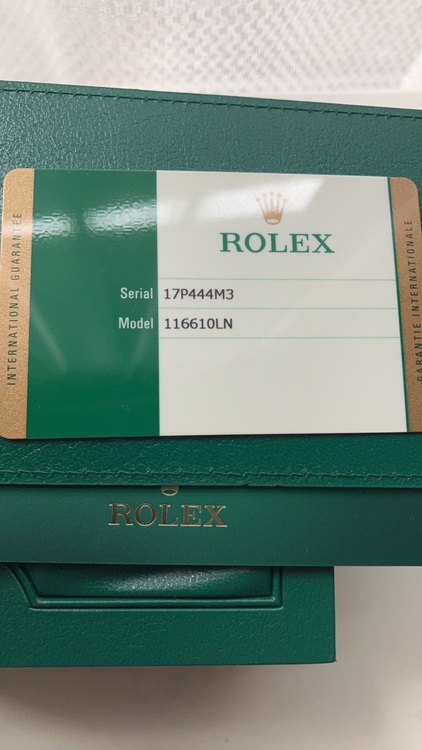 INTERNATIONAL GUARANTEE
ROLEX
Serial 17P444M3
Model 116610LN
GARANTIE INTERNATIONALE
ROLEX